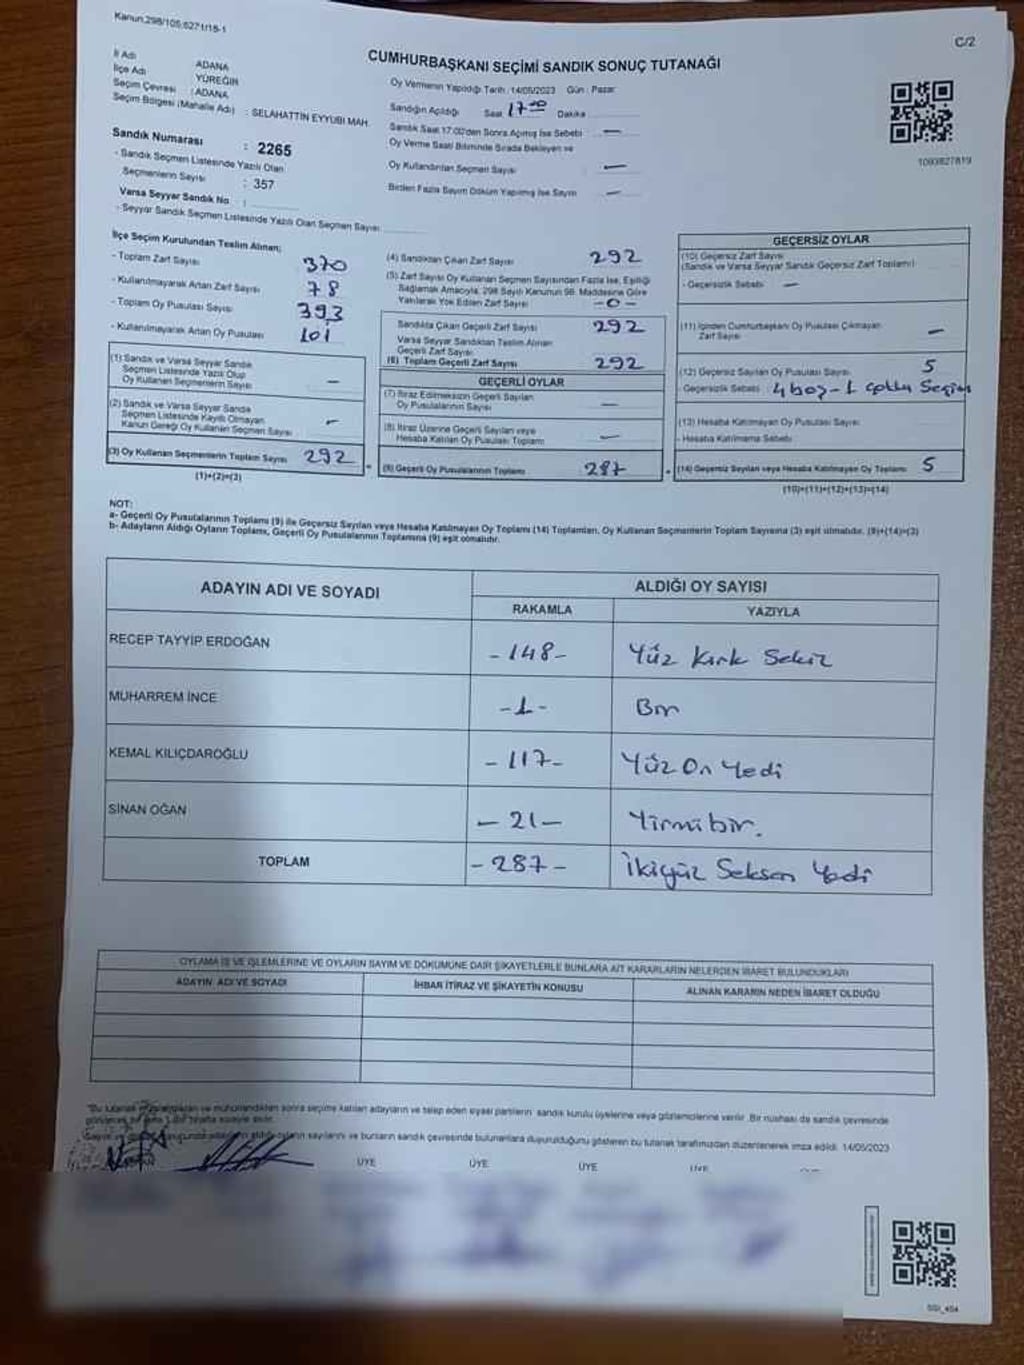 Kanun,298/105,6271/18-1
C/2
CUMHURBAŞKANI SEÇİMİ SANDIK SONUÇ TUTANAĞI
İl Adı ADANA
İlçe Adı YÜREĞİR
Seçim Çevresi : ADANA
Seçim Bölgesi (Mahalle Adı) : SELAHATTİN EYYUBİ MAH.
Oy Vermenin Yapıldığı Tarih : 14/05/2023 Gün : Pazar
Sandığın Açıldığı Saat 17:00 Dakika
Sandık Saat 17.00'den Sonra Açılmış İse Sebebi —
Oy Verme Saati Bitiminde Sırada Bekleyen ve
Oy Kullandırılan Seçmen Sayısı —
Birden Fazla Sayım Döküm Yapılmış İse Sayım —
1093827819
Sandık Numarası : 2265
- Sandık Seçmen Listesinde Yazılı Olan
Seçmenlerin Sayısı : 357
Varsa Seyyar Sandık No :
- Seyyar Sandık Seçmen Listesinde Yazılı Olan Seçmen Sayısı
İlçe Seçim Kurulundan Teslim Alınan;
- Toplam Zarf Sayısı 370
- Kullanılmayarak Artan Zarf Sayısı 78
- Toplam Oy Pusulası Sayısı 393
- Kullanılmayarak Artan Oy Pusulası 101
(1) Sandık ve Varsa Seyyar Sandık
Seçmen Listesinde Yazılı Olup
Oy Kullanan Seçmenlerin Sayısı —
(2) Sandık ve Varsa Seyyar Sandık
Seçmen Listesinde Kayıtlı Olmayan
Kanun Gereği Oy Kullanan Seçmen Sayısı —
(3) Oy Kullanan Seçmenlerin Toplam Sayısı 292
(1)+(2)=(3)
(4) Sandıktan Çıkan Zarf Sayısı 292
(5) Zarf Sayısı Oy Kullanan Seçmen Sayısından Fazla İse, Eşitliği
Sağlamak Amacıyla, 298 Sayılı Kanunun 98. Maddesine Göre
Yakılarak Yok Edilen Zarf Sayısı -0-
Sandıkta Çıkan Geçerli Zarf Sayısı 292
Varsa Seyyar Sandıktan Teslim Alınan
Geçerli Zarf Sayısı
(6) Toplam Geçerli Zarf Sayısı 292
GEÇERLİ OYLAR
(7) İtiraz Edilmeksizin Geçerli Sayılan
Oy Pusulalarının Sayısı —
(8) İtiraz Üzerine Geçerli Sayılan veya
Hesaba Katılan Oy Pusulası Toplamı —
(9) Geçerli Oy Pusulalarının Toplamı 287
GEÇERSİZ OYLAR
(10) Geçersiz Zarf Sayısı
(Sandık ve Varsa Seyyar Sandık Geçersiz Zarf Toplamı)
- Geçersizlik Sebebi —
(11) İçinden Cumhurbaşkanı Oy Pusulası Çıkmayan
Zarf Sayısı —
(12) Geçersiz Sayılan Oy Pusulası Sayısı 5
- Geçersizlik Sebebi : 4 boş - 1 çoklu Seçim
(13) Hesaba Katılmayan Oy Pusulası Sayısı
- Hesaba Katılmama Sebebi
(14) Geçersiz Sayılan veya Hesaba Katılmayan Oy Toplamı 5
(10)+(11)+(12)+(13)=(14)
NOT:
a- Geçerli Oy Pusulalarının Toplamı (9) ile Geçersiz Sayılan veya Hesaba Katılmayan Oy Toplamı (14) Toplamları, Oy Kullanan Seçmenlerin Toplam Sayısına (3) eşit olmalıdır. (9)+(14)=(3)
b- Adayların Aldığı Oyların Toplamı, Geçerli Oy Pusulalarının Toplamına (9) eşit olmalıdır.
ADAYIN ADI VE SOYADI ALDIĞI OY SAYISI
RAKAMLA YAZIYLA
RECEP TAYYİP ERDOĞAN -148- Yüz Kırk Sekiz
MUHARREM İNCE -1- Bir
KEMAL KILIÇDAROĞLU -117- Yüz On Yedi
SİNAN OĞAN -21- Yirmi bir.
TOPLAM -287- İkiyüz Seksen Yedi
OYLAMA İŞ VE İŞLEMLERİNE VE OYLARIN SAYIM VE DÖKÜMÜNE DAİR ŞİKAYETLERLE BUNLARA AİT KARARLARIN NELERDEN İBARET BULUNDUKLARI
ADAYIN ADI VE SOYADI İHBAR İTİRAZ VE ŞİKAYETİN KONUSU ALINAN KARARIN NEDEN İBARET OLDUĞU
"Bu tutanak ve mühürlendikten sonra seçime katılan adayların ve talep eden siyasi partilerin sandık kurulu üyelerine veya gözlemcilerine verilir. Bir nüshası da sandık çevresinde
aldığı oyların sayılarını ve bunların sandık çevresinde bulunanlara duyurulduğunu gösteren bu tutanak tarafımızdan düzenlenerek imza edildi. 14/05/2023
ÜYE ÜYE ÜYE ÜYE